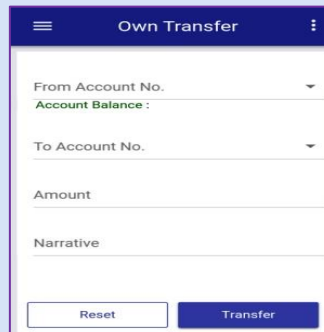 Own Transfer
From Account No.
Account Balance :
To Account No.
Amount
Narrative
Reset Transfer